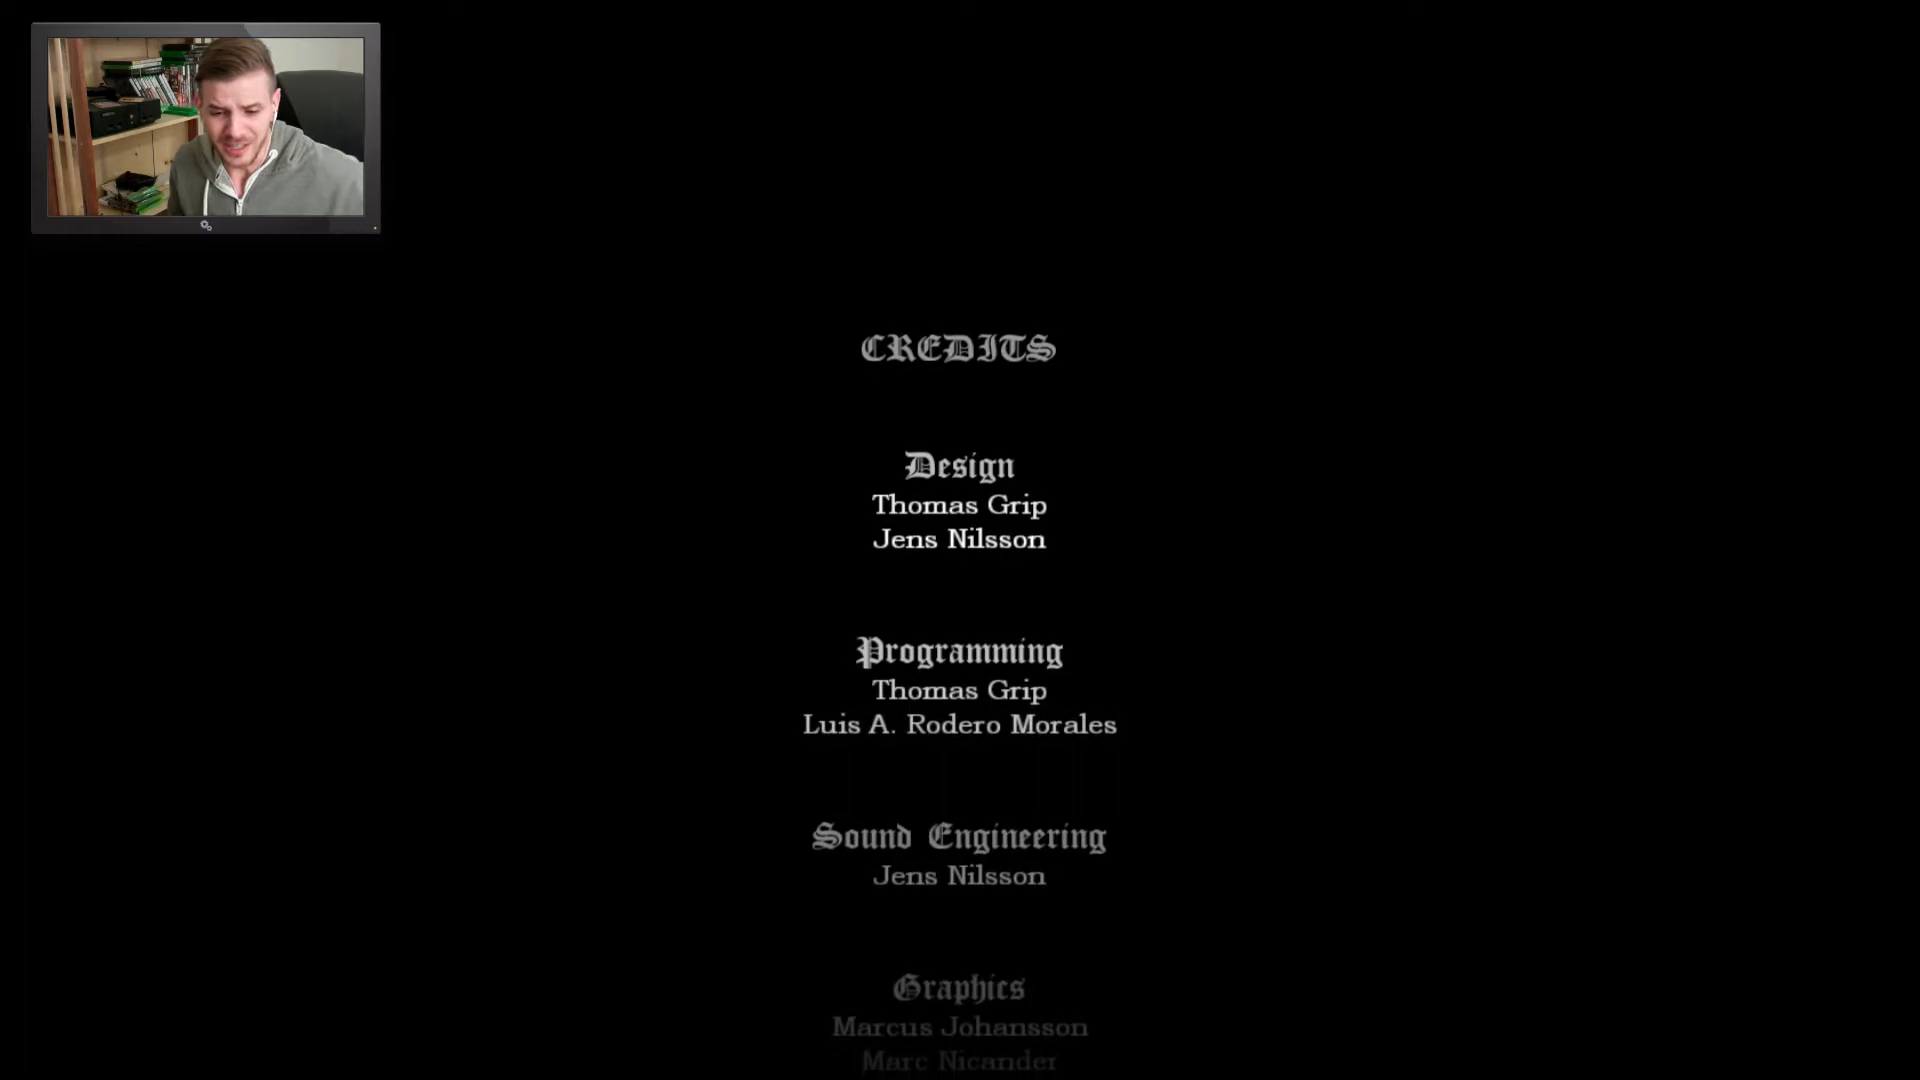 CREDITS
Design
Thomas Grip
Jens Nilsson
Programming
Thomas Grip
Luis A. Rodero Morales
Sound Engineering
Jens Nilsson
Graphics
Marcus Johansson
Marc Nicander